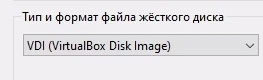 Тип и формат файла жёсткого диска
VDI (VirtualBox Disk Image)